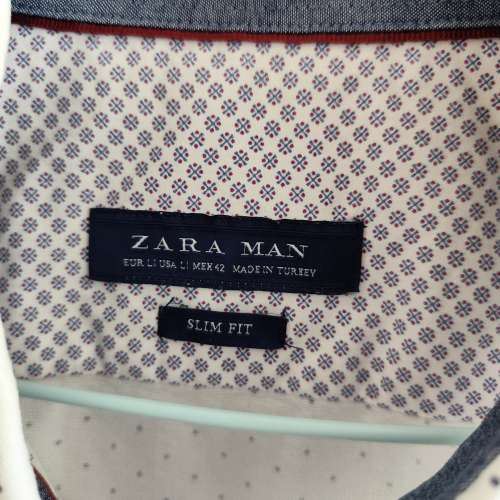 ZARA MAN
EUR L | USA L | MEX 42 MADE IN TURKEY
SLIM FIT